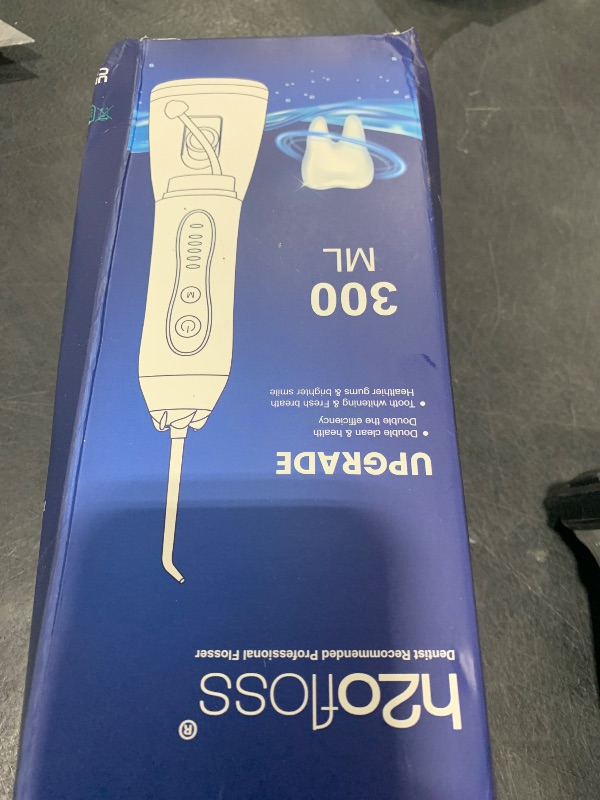 h2ofloss®
Dentist Recommended Professional Flosser
UPGRADE
• Double clean & health
Double the efficiency
• Tooth whitening & Fresh breath
Healthier gums & brighter smile
300
ML
M